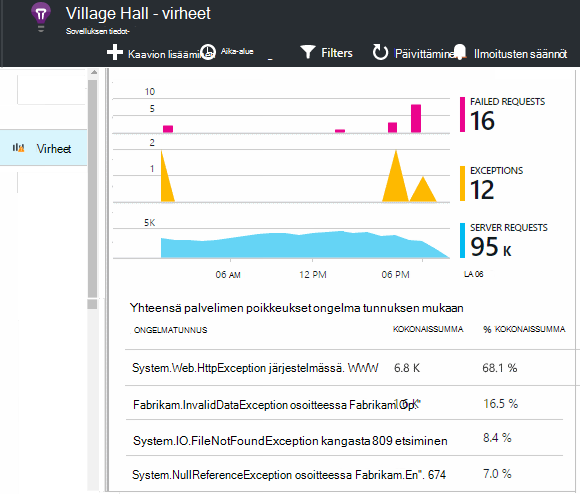 Village Hall - virheet
Sovelluksen tiedot-
Kaavion lisääminen Aika-alue Filters Päivittäminen Ilmoitusten säännöt
Virheet
10
5
FAILED REQUESTS
16
2
1
EXCEPTIONS
12
5K
SERVER REQUESTS
95 K
06 AM 12 PM 06 PM LA 06
Yhteensä palvelimen poikkeukset ongelma tunnuksen mukaan
ONGELMATUNNUS KOKONAISSUMMA % KOKONAISSUMMA
System.Web.HttpException järjestelmässä. WWW 6.8 K 68.1 %
Fabrikam.InvalidDataException osoitteessa Fabrikam.Op." 1.6 K 16.5 %
System.IO.FileNotFoundException kangasta 809 etsiminen 8.4 %
System.NullReferenceException osoitteessa Fabrikam.En". 674 7.0 %